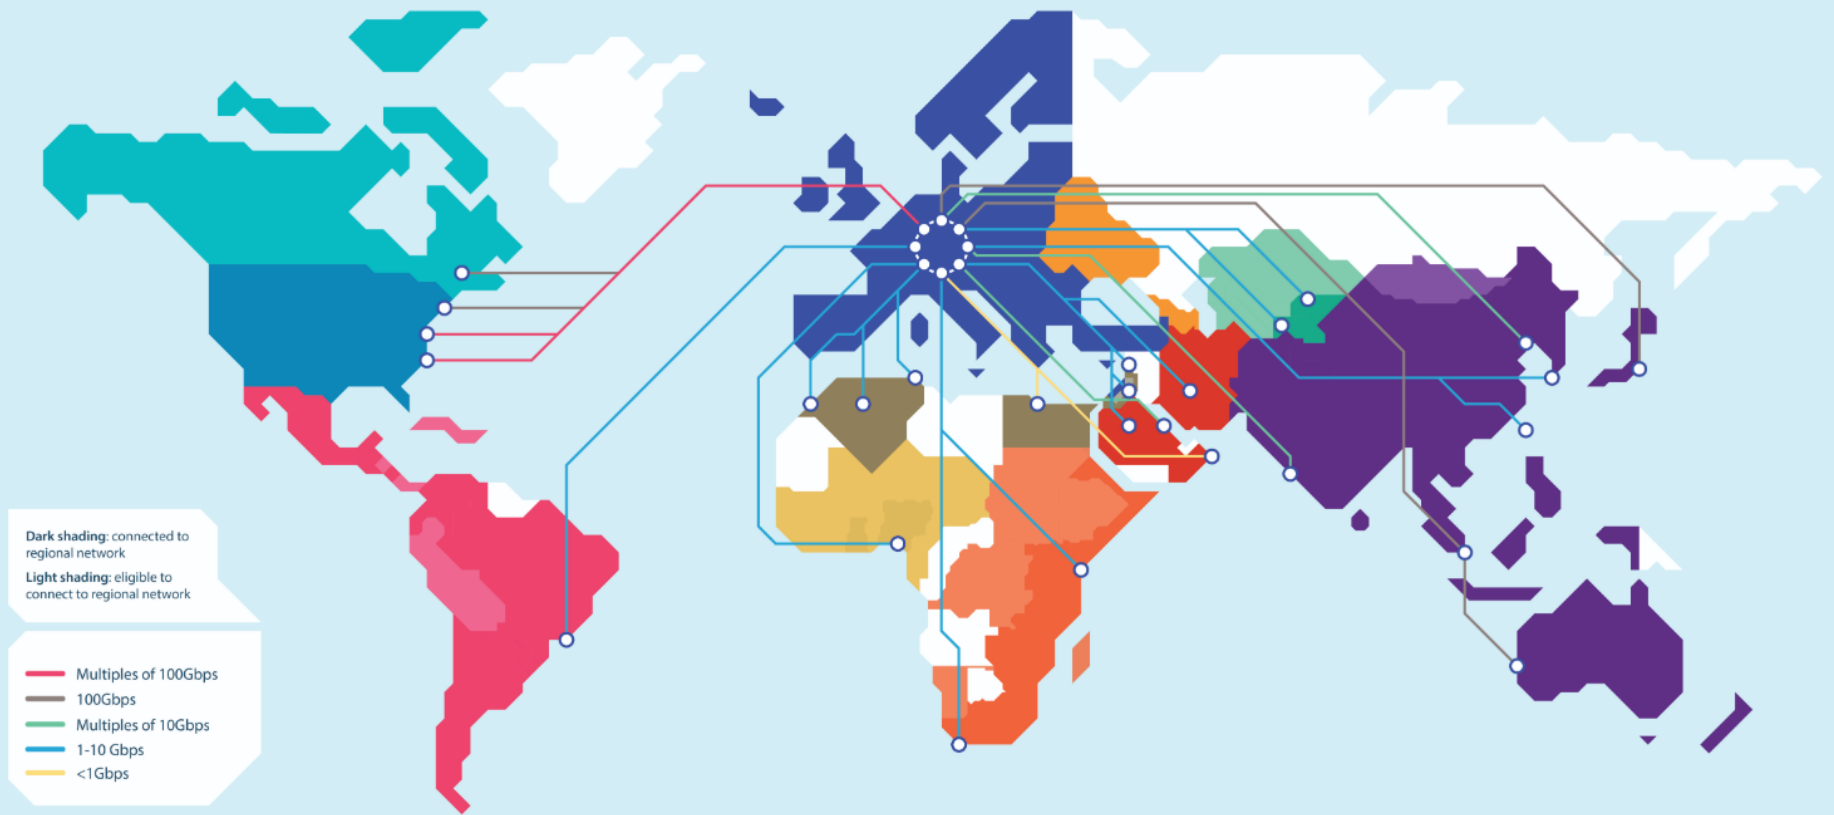 Dark shading: connected to
regional network
Light shading: eligible to
connect to regional network
Multiples of 100Gbps
100Gbps
Multiples of 10Gbps
1-10 Gbps
<1Gbps